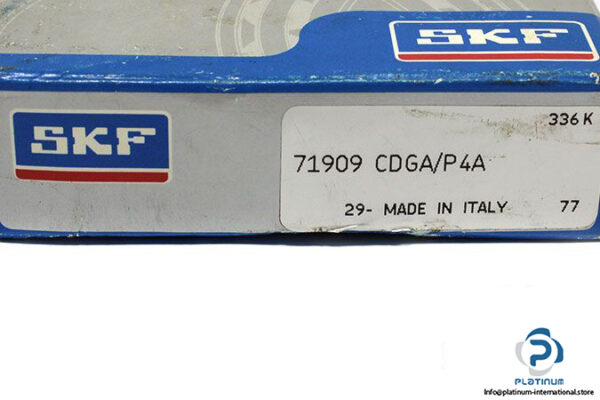 SKF
SKF
336 K
71909 CDGA/P4A
29- MADE IN ITALY 77
PLATINUM
Info@platinum-international.store